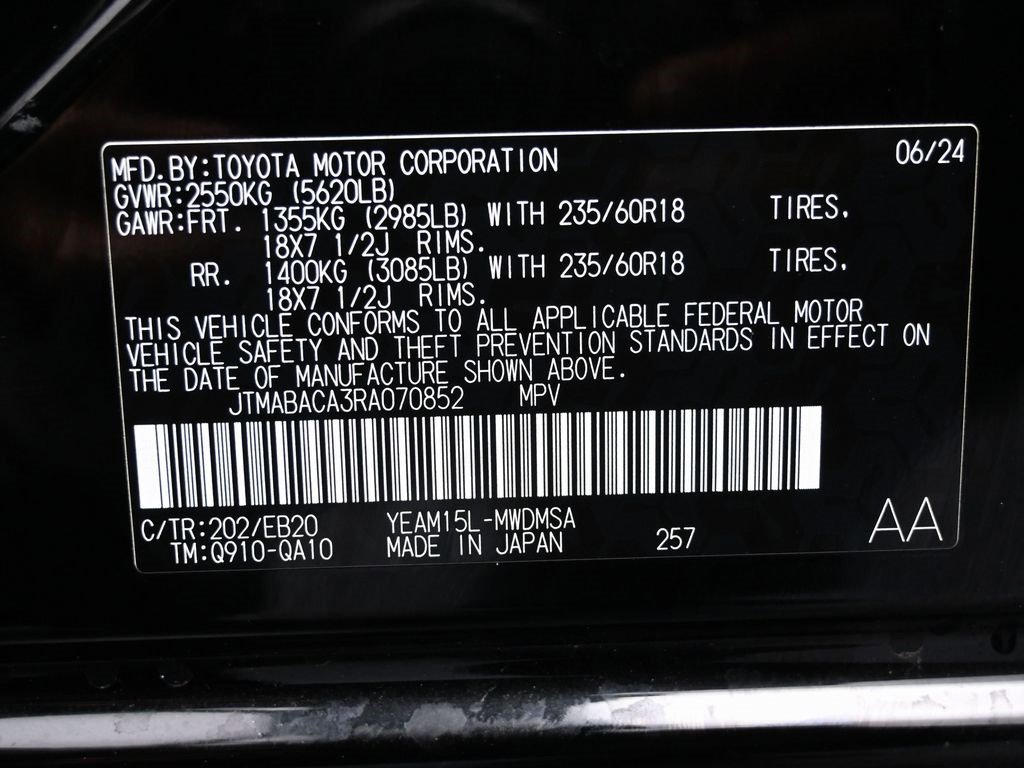 MFD.BY:TOYOTA MOTOR CORPORATION 06/24
GVWR:2550KG (5620LB)
GAWR:FRT. 1355KG (2985LB) WITH 235/60R18 TIRES.
18X7 1/2J RIMS.
RR. 1400KG (3085LB) WITH 235/60R18 TIRES.
18X7 1/2J RIMS.
THIS VEHICLE CONFORMS TO ALL APPLICABLE FEDERAL MOTOR
VEHICLE SAFETY AND THEFT PREVENTION STANDARDS IN EFFECT ON
THE DATE OF MANUFACTURE SHOWN ABOVE.
JTMABACA3RA070852 MPV
C/TR:202/EB20 YEAM15L-MWDMSA
TM:Q910-QA10 MADE IN JAPAN 257 AA